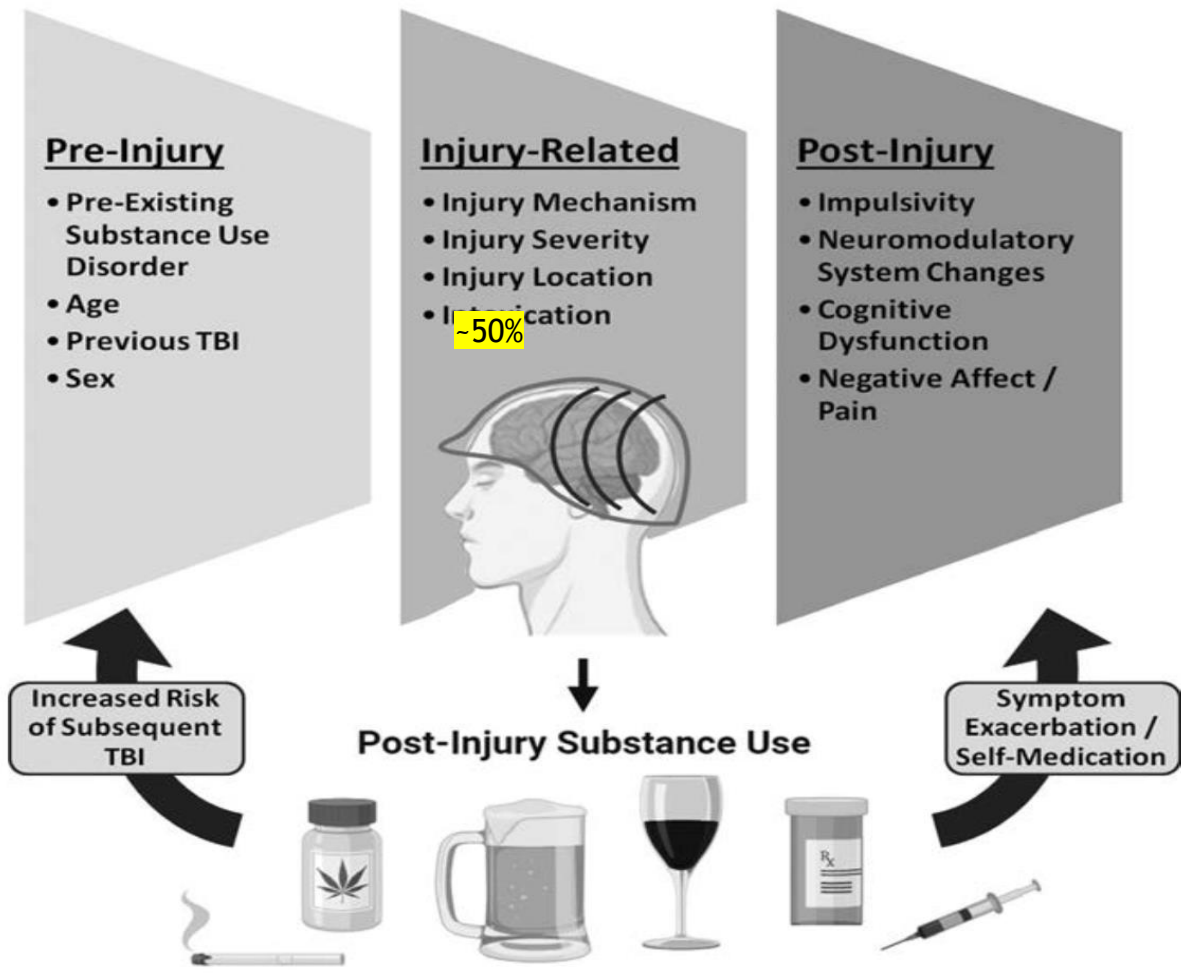 Pre-Injury
• Pre-Existing
Substance Use
Disorder
• Age
• Previous TBI
• Sex
Injury-Related
• Injury Mechanism
• Injury Severity
• Injury Location
• Intoxication
~50%
Post-Injury
• Impulsivity
• Neuromodulatory
System Changes
• Cognitive
Dysfunction
• Negative Affect /
Pain
Increased Risk
of Subsequent
TBI
Post-Injury Substance Use
Symptom
Exacerbation /
Self-Medication
Rx